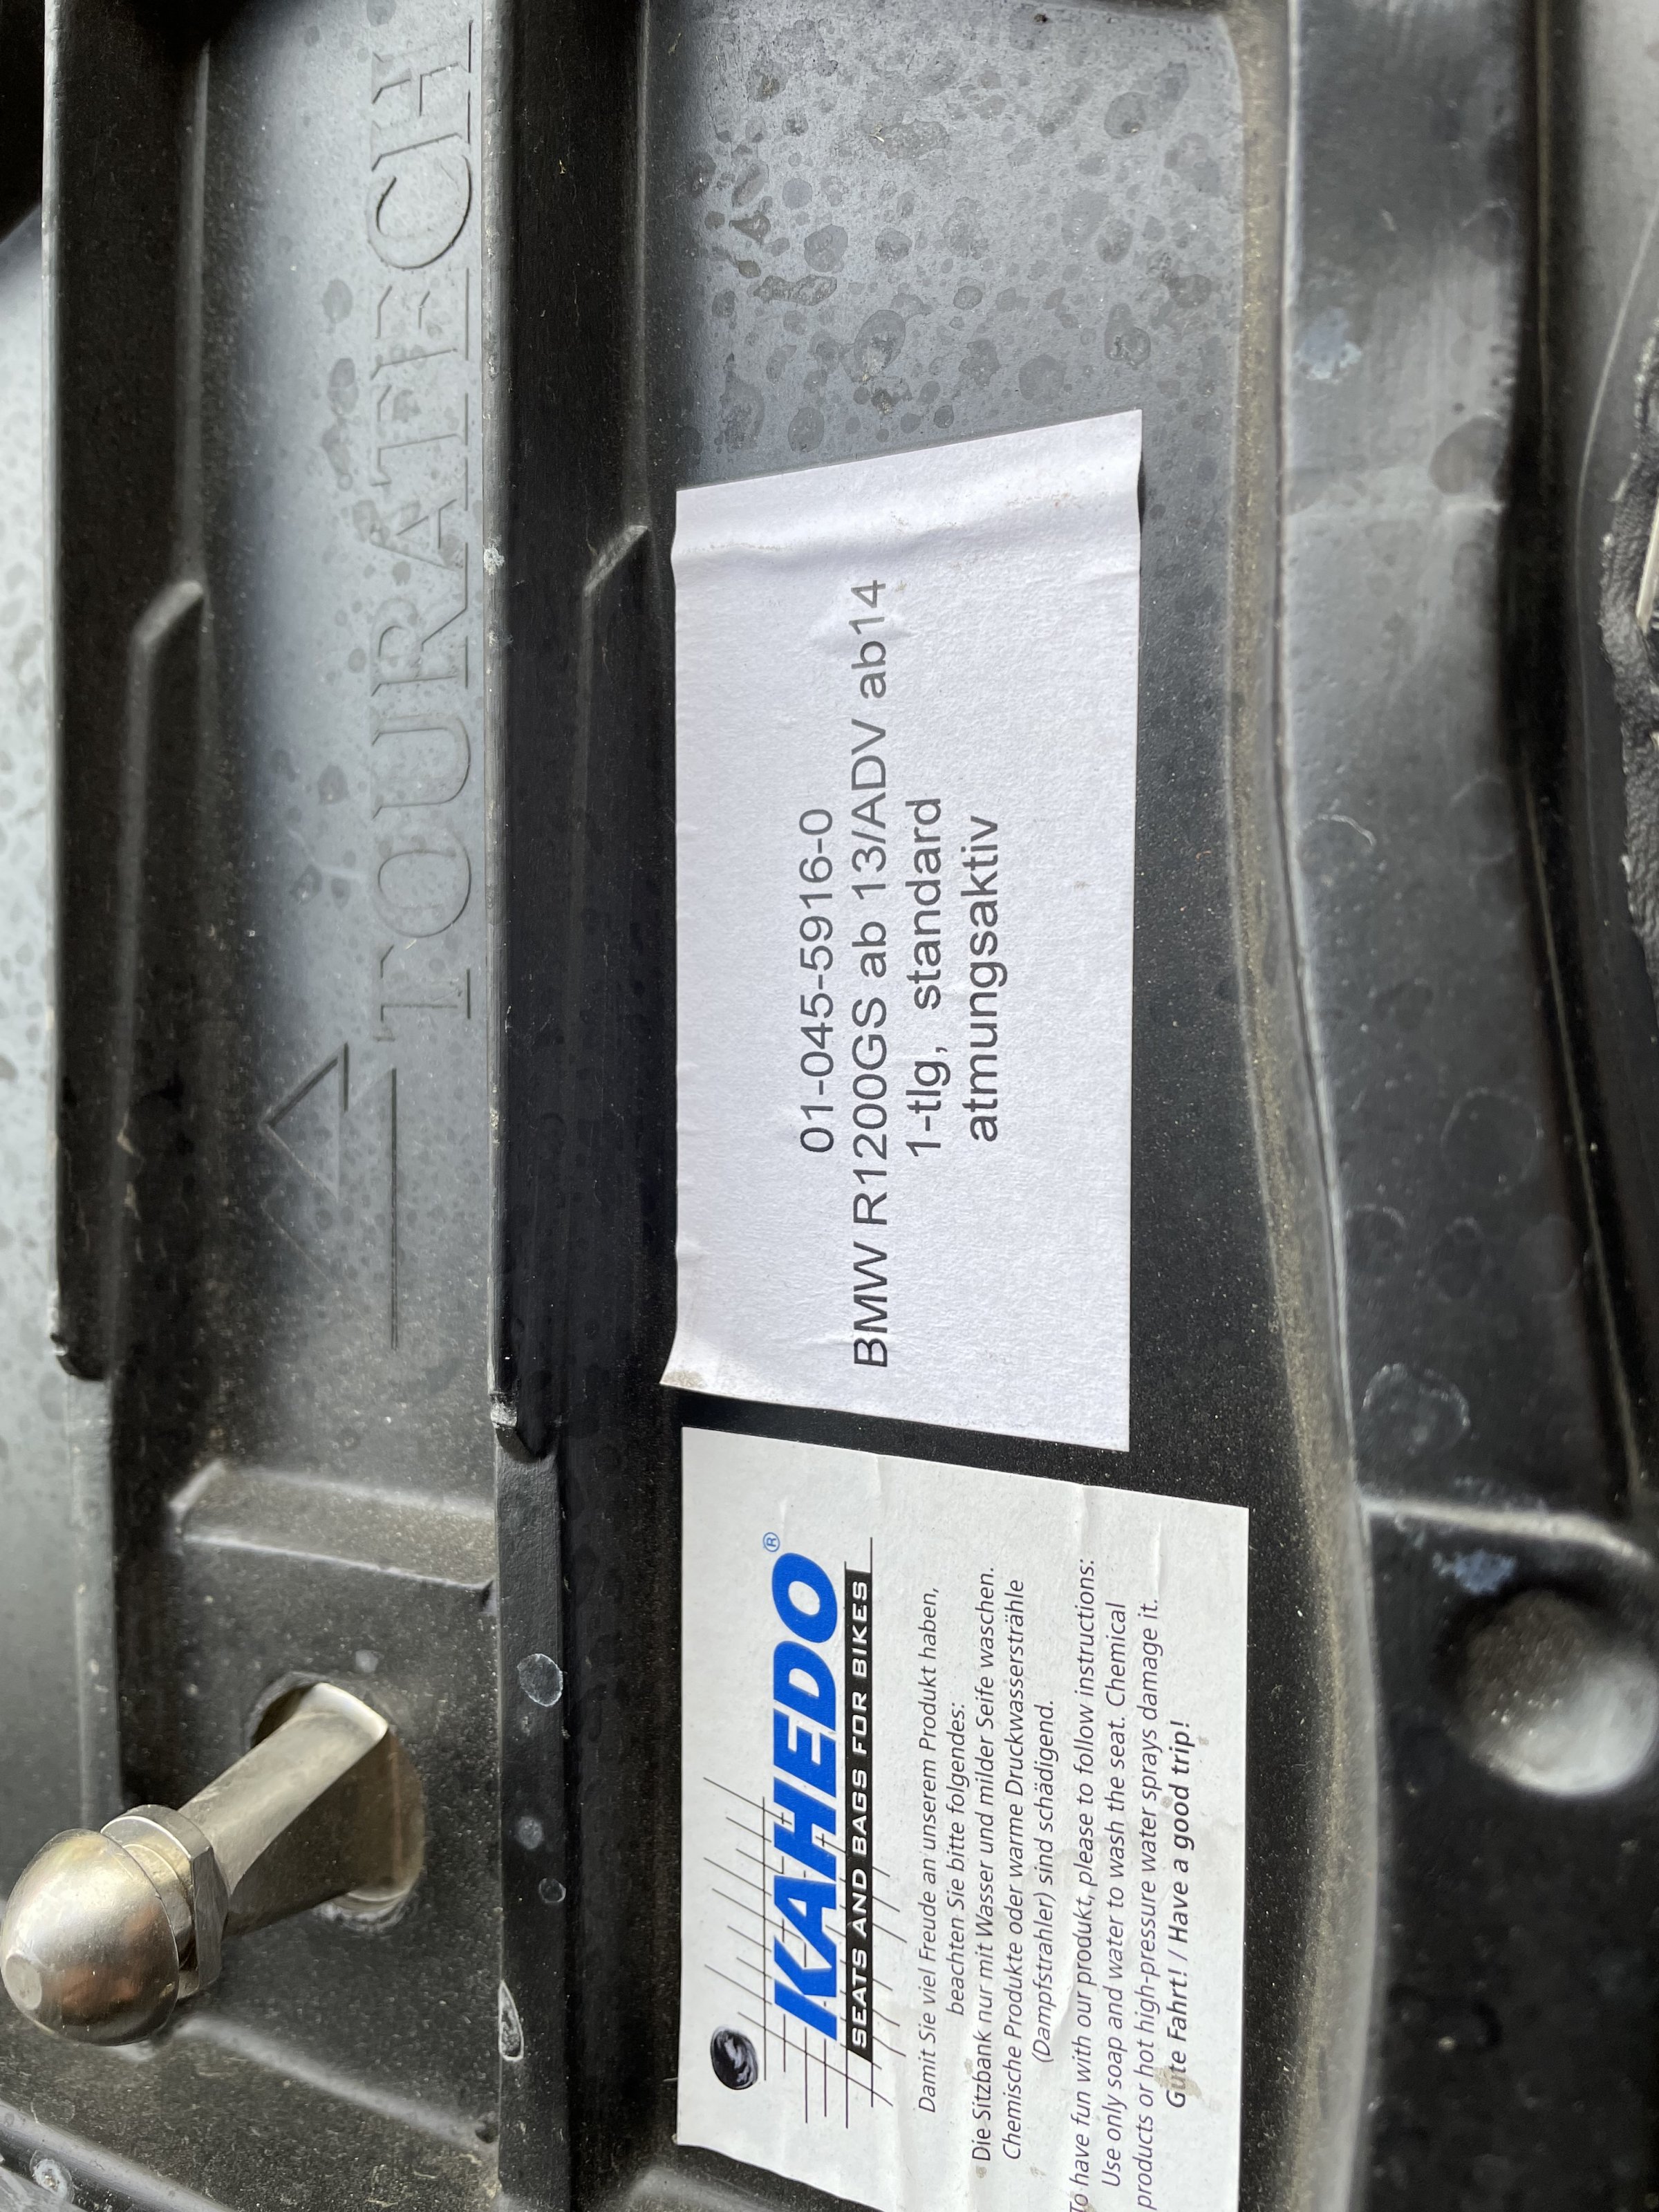 TOURATECH
01-045-5916-0
BMW R1200GS ab 13/ADV ab14
1-tlg, standard
atmungsaktiv
KAHEDO®
SEATS AND BAGS FOR BIKES
Damit Sie viel Freude an unserem Produkt haben,
beachten Sie bitte folgendes:
Die Sitzbank nur mit Wasser und milder Seife waschen.
Chemische Produkte oder warme Druckwassersträhle
(Dampfstrahler) sind schädigend.
To have fun with our produkt, please to follow instructions:
Use only soap and water to wash the seat. Chemical
products or hot high-pressure water sprays damage it.
Gute Fahrt! / Have a good trip!